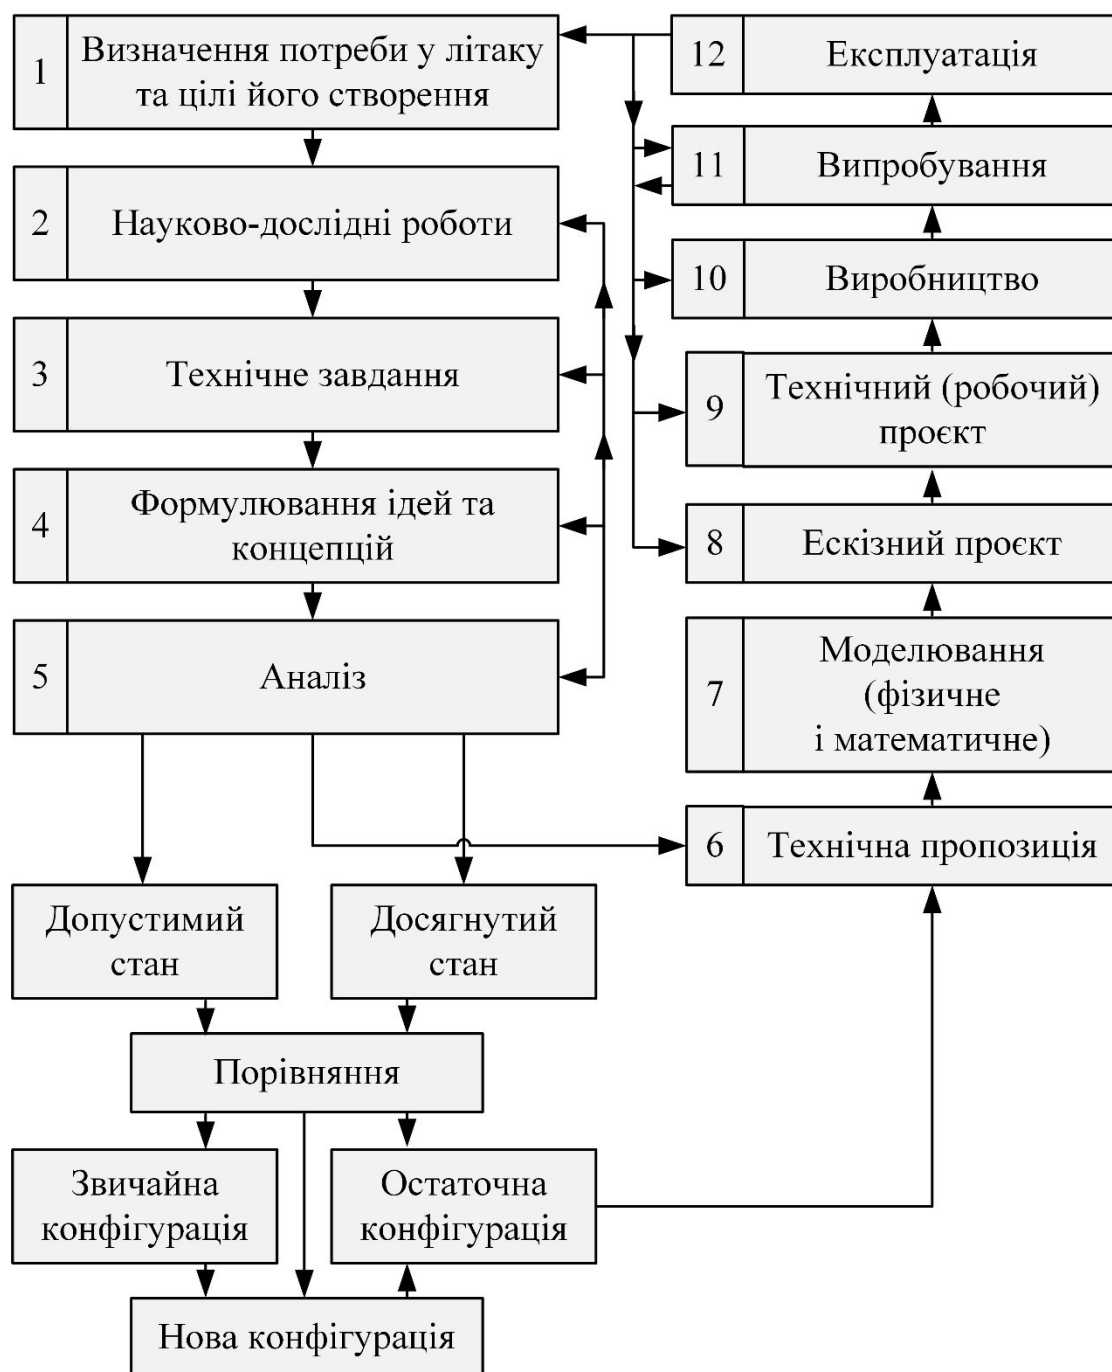 1
Визначення потреби у літаку
та цілі його створення
2
Науково-дослідні роботи
3
Технічне завдання
4
Формулювання ідей та
концепцій
5
Аналіз
Допустимий
стан
Досягнутий
стан
Порівняння
Звичайна
конфігурація
Остаточна
конфігурація
Нова конфігурація
12
Експлуатація
11
Випробування
10
Виробництво
9
Технічний (робочий)
проєкт
8
Ескізний проєкт
7
Моделювання
(фізичне
і математичне)
6
Технічна пропозиція